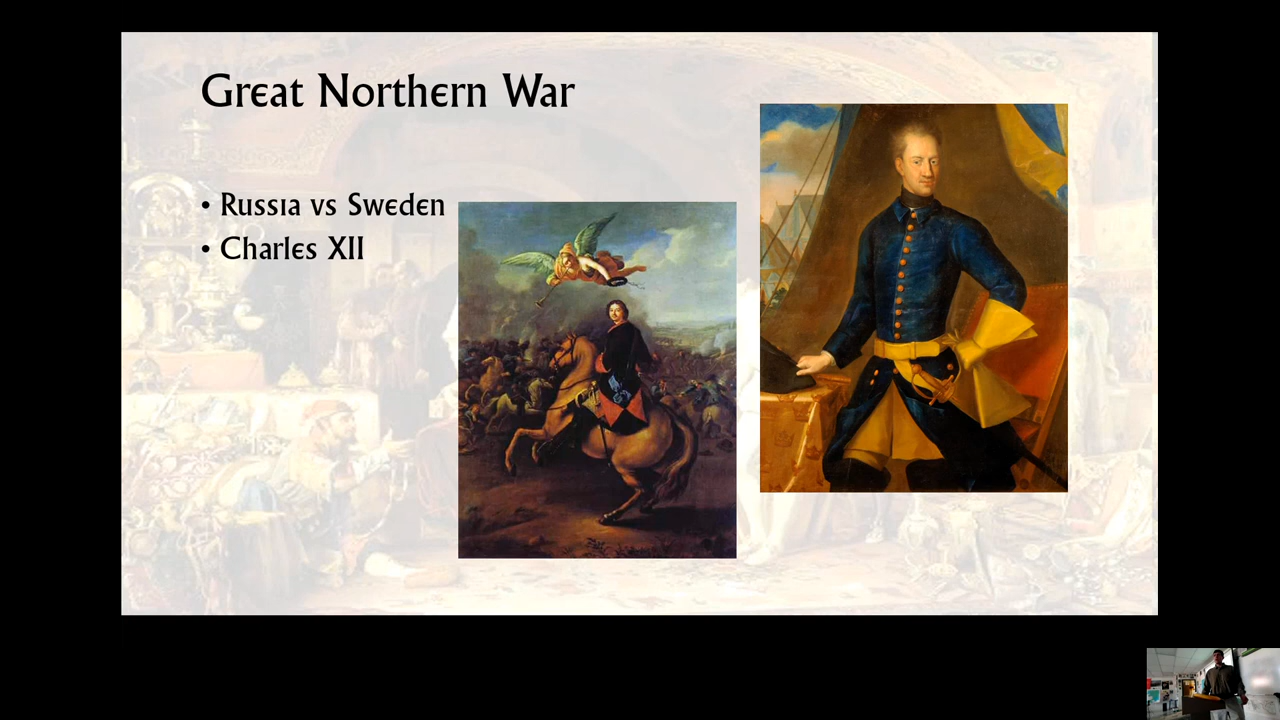 Great Northern War
• Russia vs Sweden
• Charles XII